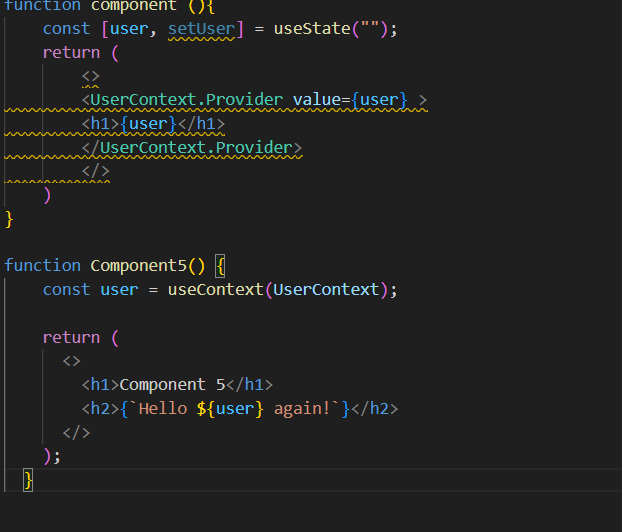 function component (){
const [user, setUser] = useState("");
return (
<>
<UserContext.Provider value={user} >
<h1>{user}</h1>
</UserContext.Provider>
</>
)
}
function Component5() {
const user = useContext(UserContext);
return (
<>
<h1>Component 5</h1>
<h2>{`Hello ${user} again!`}</h2>
</>
);
}